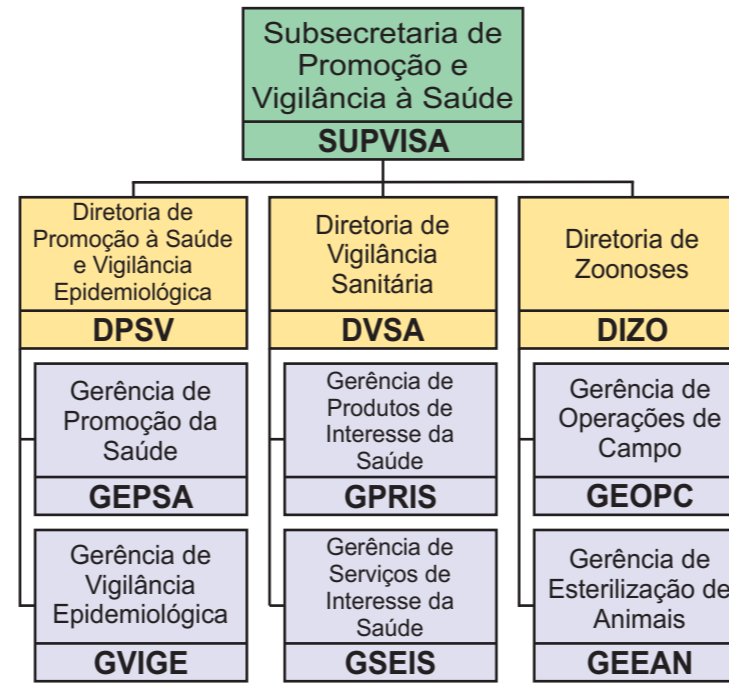 Subsecretaria de
Promoção e
Vigilância à Saúde
SUPVISA
Diretoria de
Promoção à Saúde
e Vigilância
Epidemiológica
DPSV
Gerência de
Promoção da
Saúde
GEPSA
Gerência de
Vigilância
Epidemiológica
GVIGE
Diretoria de
Vigilância
Sanitária
DVSA
Gerência de
Produtos de
Interesse da
Saúde
GPRIS
Gerência de
Serviços de
Interesse da
Saúde
GSEIS
Diretoria de
Zoonoses
DIZO
Gerência de
Operações de
Campo
GEOPC
Gerência de
Esterilização de
Animais
GEEAN